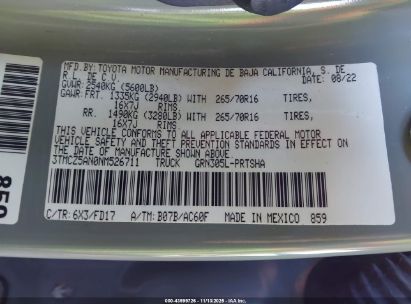 MFD.BY: TOYOTA MOTOR MANUFACTURING DE BAJA CALIFORNIA, S. DE
R.L. DE C.V. 08/22
GVWR: 2540KG (5600LB)
GAWR: FRT. 1335KG (2940LB) WITH 265/70R16 TIRES,
16X7J RIMS
RR. 1490KG (3280LB) WITH 265/70R16 TIRES,
16X7J RIMS
THIS VEHICLE CONFORMS TO ALL APPLICABLE FEDERAL MOTOR
VEHICLE SAFETY, BUMPER, AND THEFT PREVENTION STANDARDS
IN EFFECT ON THE DATE OF MANUFACTURE SHOWN ABOVE.
3TMCZ5AN0NM526711 TRUCK GRN305L-PRTSHA
C/TR: 6X3/FD17 A/TM: B07B/AC60F MADE IN MEXICO 859
859